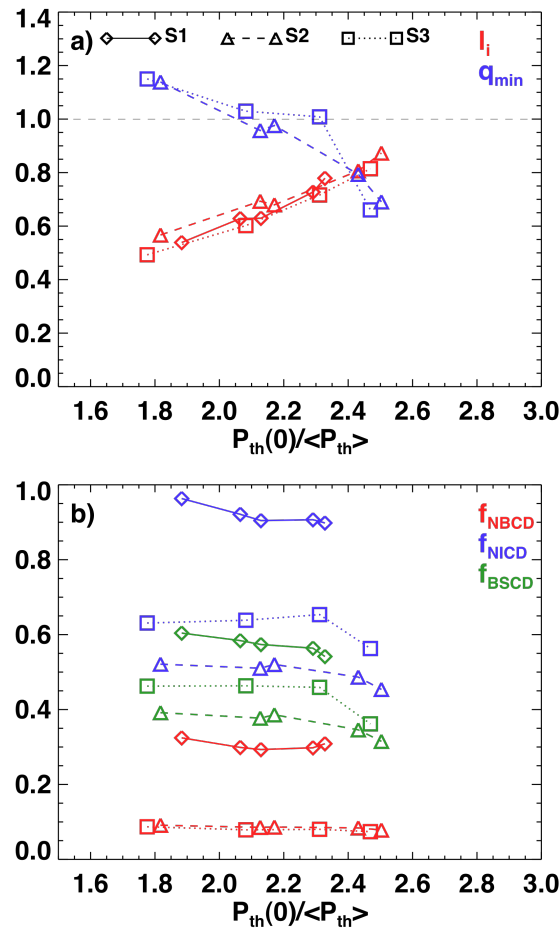 a) S1 S2 S3 l_i
q_min
1.4
1.2
1.0
0.8
0.6
0.4
0.2
0.0
1.6 1.8 2.0 2.2 2.4 2.6 2.8 3.0
P_th(0)/<P_th>
1.0
b) f_NBCD
f_NICD
f_BSCD
0.8
0.6
0.4
0.2
0.0
1.6 1.8 2.0 2.2 2.4 2.6 2.8 3.0
P_th(0)/<P_th>